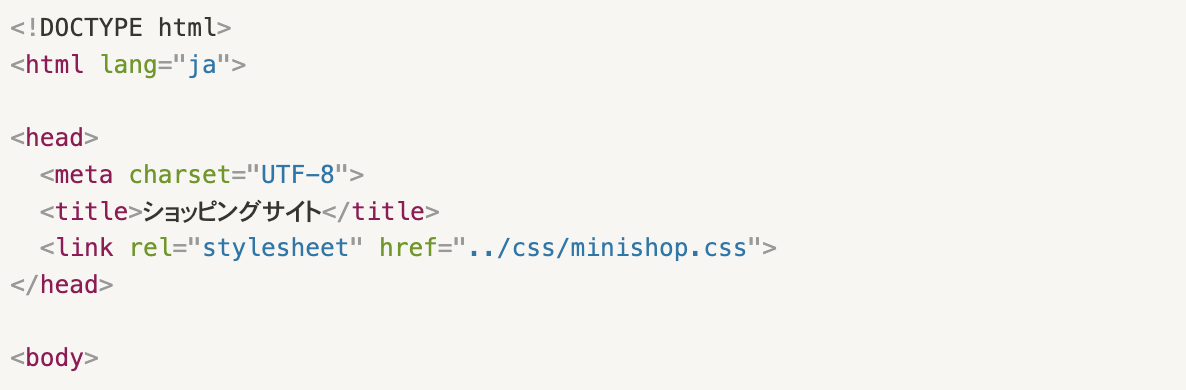 <!DOCTYPE html>
<html lang="ja">
<head>
<meta charset="UTF-8">
<title>ショッピングサイト</title>
<link rel="stylesheet" href="../css/minishop.css">
</head>
<body>